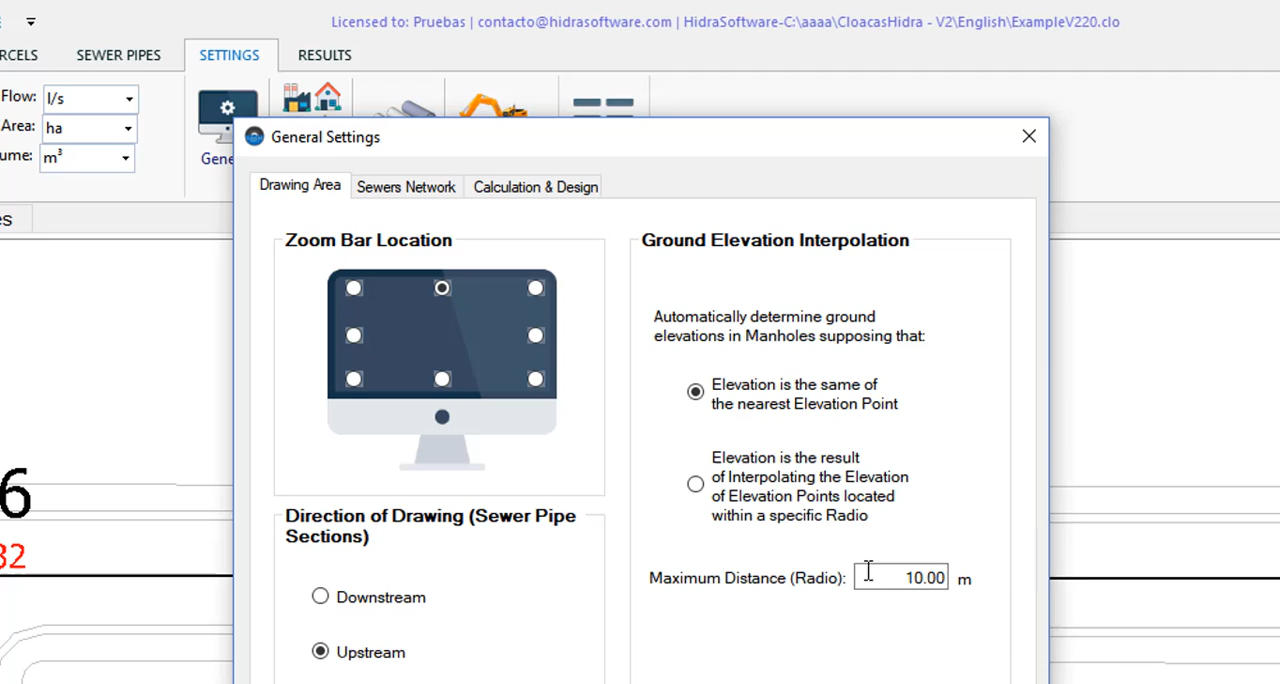 Licensed to: Pruebas | contacto@hidrasoftware.com | HidraSoftware-C:\aaaa\CloacasHidra - V2\English\ExampleV220.clo
SEWER PIPES
SETTINGS
RESULTS
Flow: l/s
Area: ha
m³
General Settings
Drawing Area
Sewers Network
Calculation & Design
Zoom Bar Location
Ground Elevation Interpolation
Automatically determine ground
elevations in Manholes supposing that:
Elevation is the same of
the nearest Elevation Point
Elevation is the result
of Interpolating the Elevation
of Elevation Points located
within a specific Radio
Maximum Distance (Radio): 10.00 m
Direction of Drawing (Sewer Pipe
Sections)
Downstream
Upstream
6
32